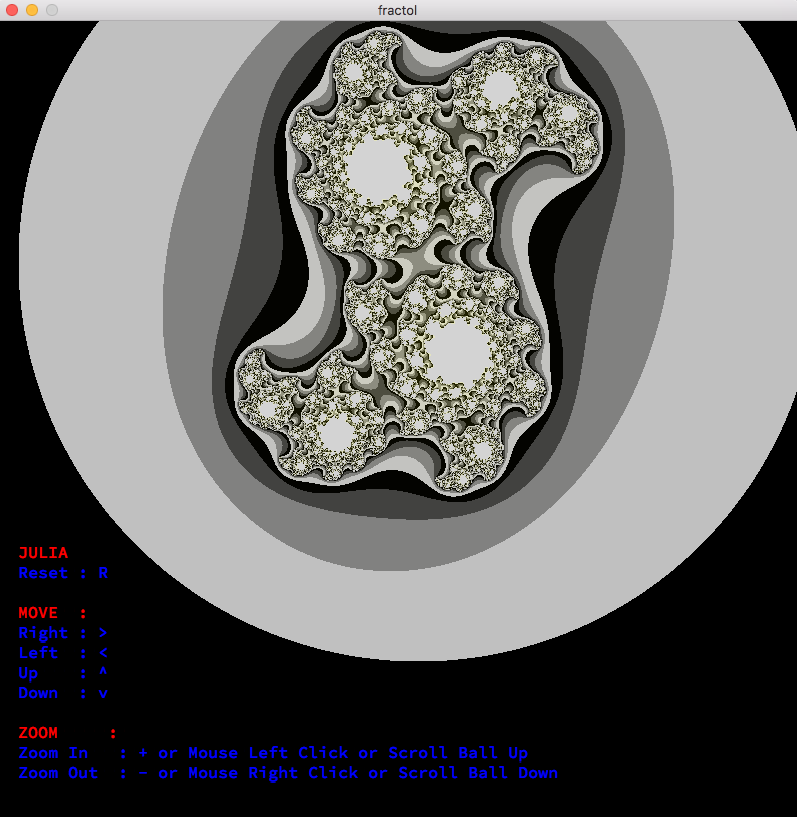 fractol
JULIA
Reset : R
MOVE  :
Right : >
Left  : <
Up    : ^
Down  : v
ZOOM     :
Zoom In   : + or Mouse Left Click or Scroll Ball Up
Zoom Out  : - or Mouse Right Click or Scroll Ball Down